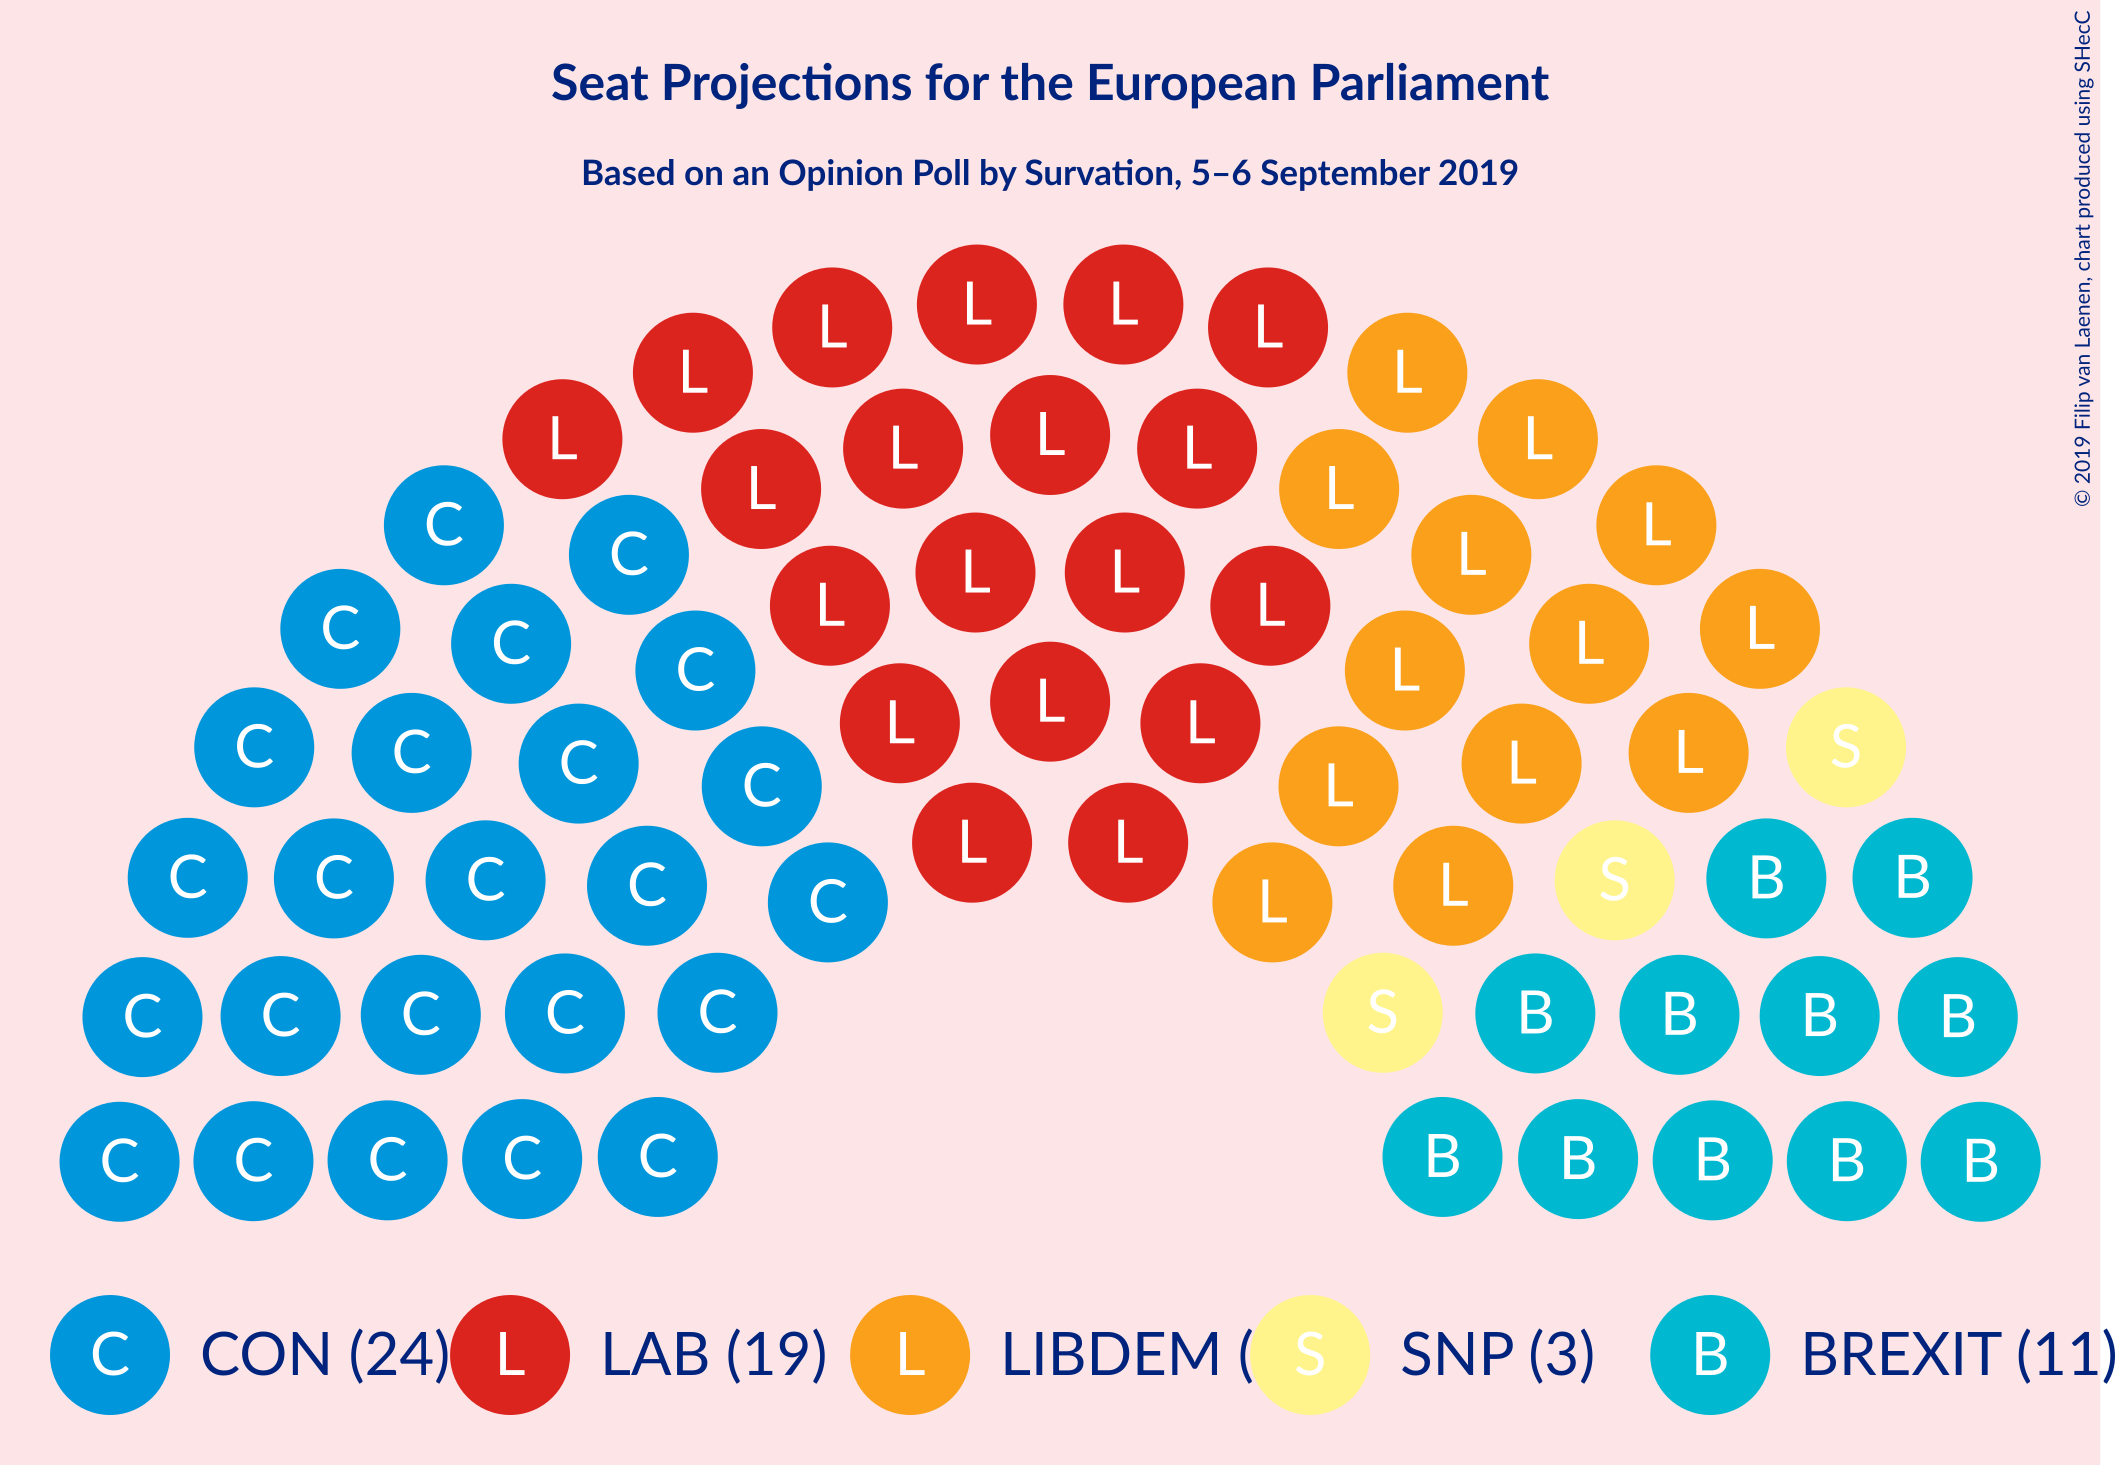 Seat Projections for the European Parliament
Based on an Opinion Poll by Survation, 5–6 September 2019
© 2019 Filip van Laenen, chart produced using SHecC
L L L L
L L
L L L
L L
C L L L
C L L L L L
C C L L
C C L L
L L L
C C C L L S
C C L L
L L
C C C C L S B B
C L
C C C C C S B B B B
C C C C C B B B B B
C CON (24) L LAB (19) L LIBDEM ( S SNP (3) B BREXIT (11)